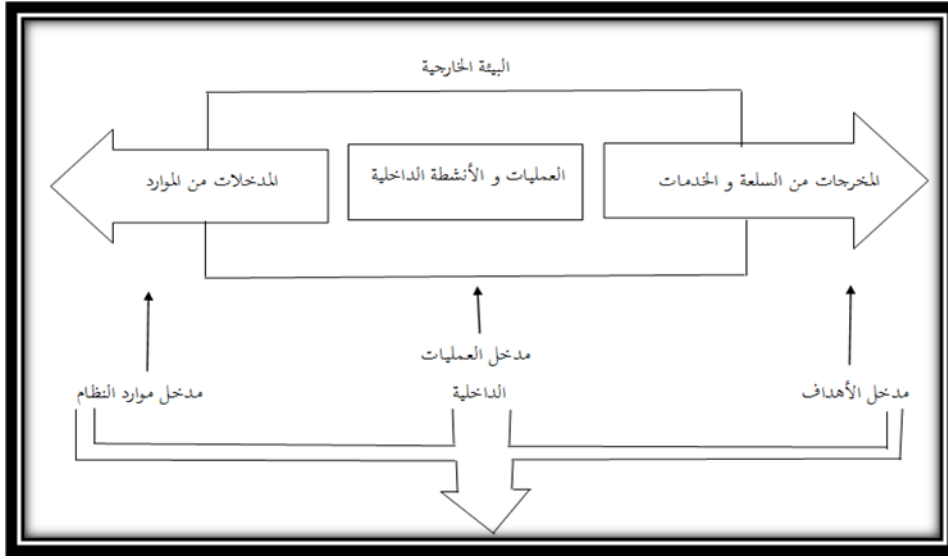 البيئة الخارجية
المخرجات من السلعة و الخدمات
العمليات و الأنشطة الداخلية
المدخلات من الموارد
مدخل الأهداف
مدخل العمليات
الداخلية
مدخل موارد النظام